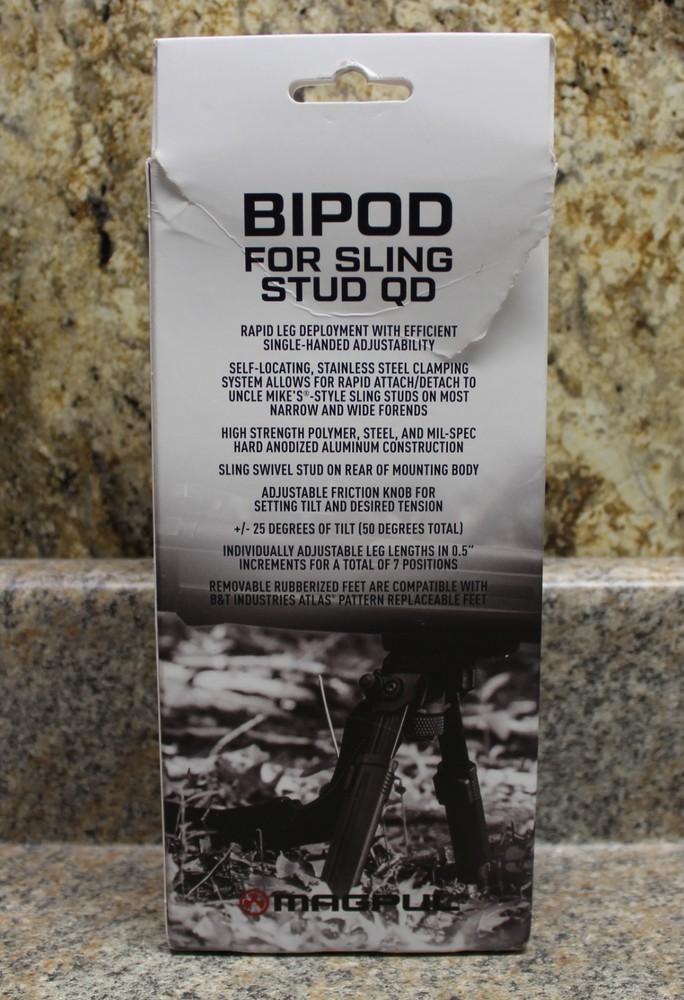 BIPOD
FOR SLING
STUD QD
RAPID LEG DEPLOYMENT WITH EFFICIENT
SINGLE-HANDED ADJUSTABILITY
SELF-LOCATING, STAINLESS STEEL CLAMPING
SYSTEM ALLOWS FOR RAPID ATTACH/DETACH TO
UNCLE MIKE'S®-STYLE SLING STUDS ON MOST
NARROW AND WIDE FORENDS
HIGH STRENGTH POLYMER, STEEL, AND MIL-SPEC
HARD ANODIZED ALUMINUM CONSTRUCTION
SLING SWIVEL STUD ON REAR OF MOUNTING BODY
ADJUSTABLE FRICTION KNOB FOR
SETTING TILT AND DESIRED TENSION
+/- 25 DEGREES OF TILT (50 DEGREES TOTAL)
INDIVIDUALLY ADJUSTABLE LEG LENGTHS IN 0.5"
INCREMENTS FOR A TOTAL OF 7 POSITIONS
REMOVABLE RUBBERIZED FEET ARE COMPATIBLE WITH
B&T INDUSTRIES ATLAS® PATTERN REPLACEABLE FEET
MAGPUL